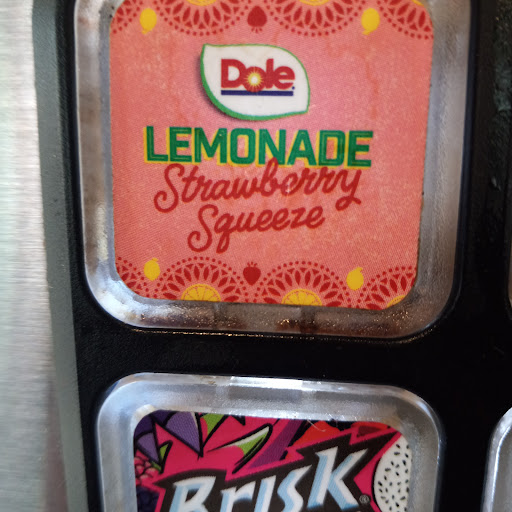 Dole
LEMONADE
Strawberry
Squeeze
BRISK